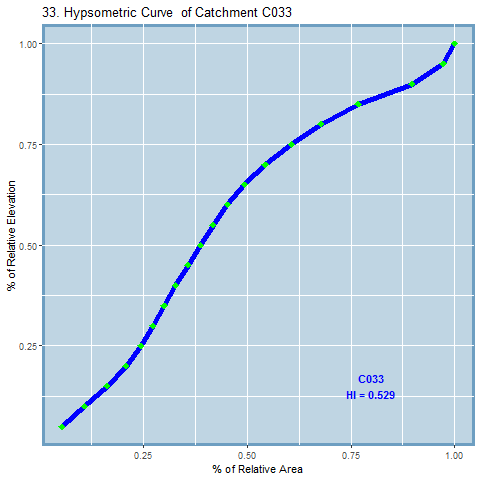 33. Hypsometric Curve  of Catchment C033
1.00
0.75
0.50
0.25
% of Relative Elevation
C033
HI = 0.529
0.25
0.50
0.75
1.00
% of Relative Area